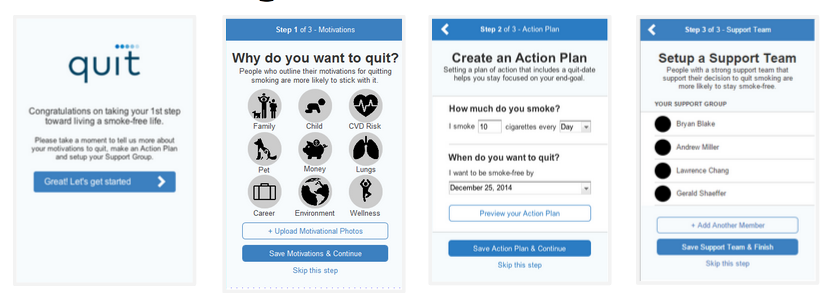 quit
Congratulations on taking your 1st step
toward living a smoke-free life.
Please take a moment to tell us more about
your motivations to quit, make an Action Plan
and setup your Support Group.
Great! Let's get started
Step 1 of 3 - Motivations
Why do you want to quit?
People who outline their motivations for quitting
smoking are more likely to stick with it.
Family Child CVD Risk
Pet Money Lungs
Career Environment Wellness
+ Upload Motivational Photos
Save Motivations & Continue
Skip this step
Step 2 of 3 - Action Plan
Create an Action Plan
Setting a plan of action that includes a quit-date
helps you stay focused on your end-goal.
How much do you smoke?
I smoke 10 cigarettes every Day
When do you want to quit?
I want to be smoke-free by
December 25, 2014
Preview your Action Plan
Save Action Plan & Continue
Skip this step
Step 3 of 3 - Support Team
Setup a Support Team
People with a strong support team that
support their decision to quit smoking are
more likely to stay smoke-free.
YOUR SUPPORT GROUP
Bryan Blake
Andrew Miller
Lawrence Chang
Gerald Shaeffer
+ Add Another Member
Save Support Team & Finish
Skip this step